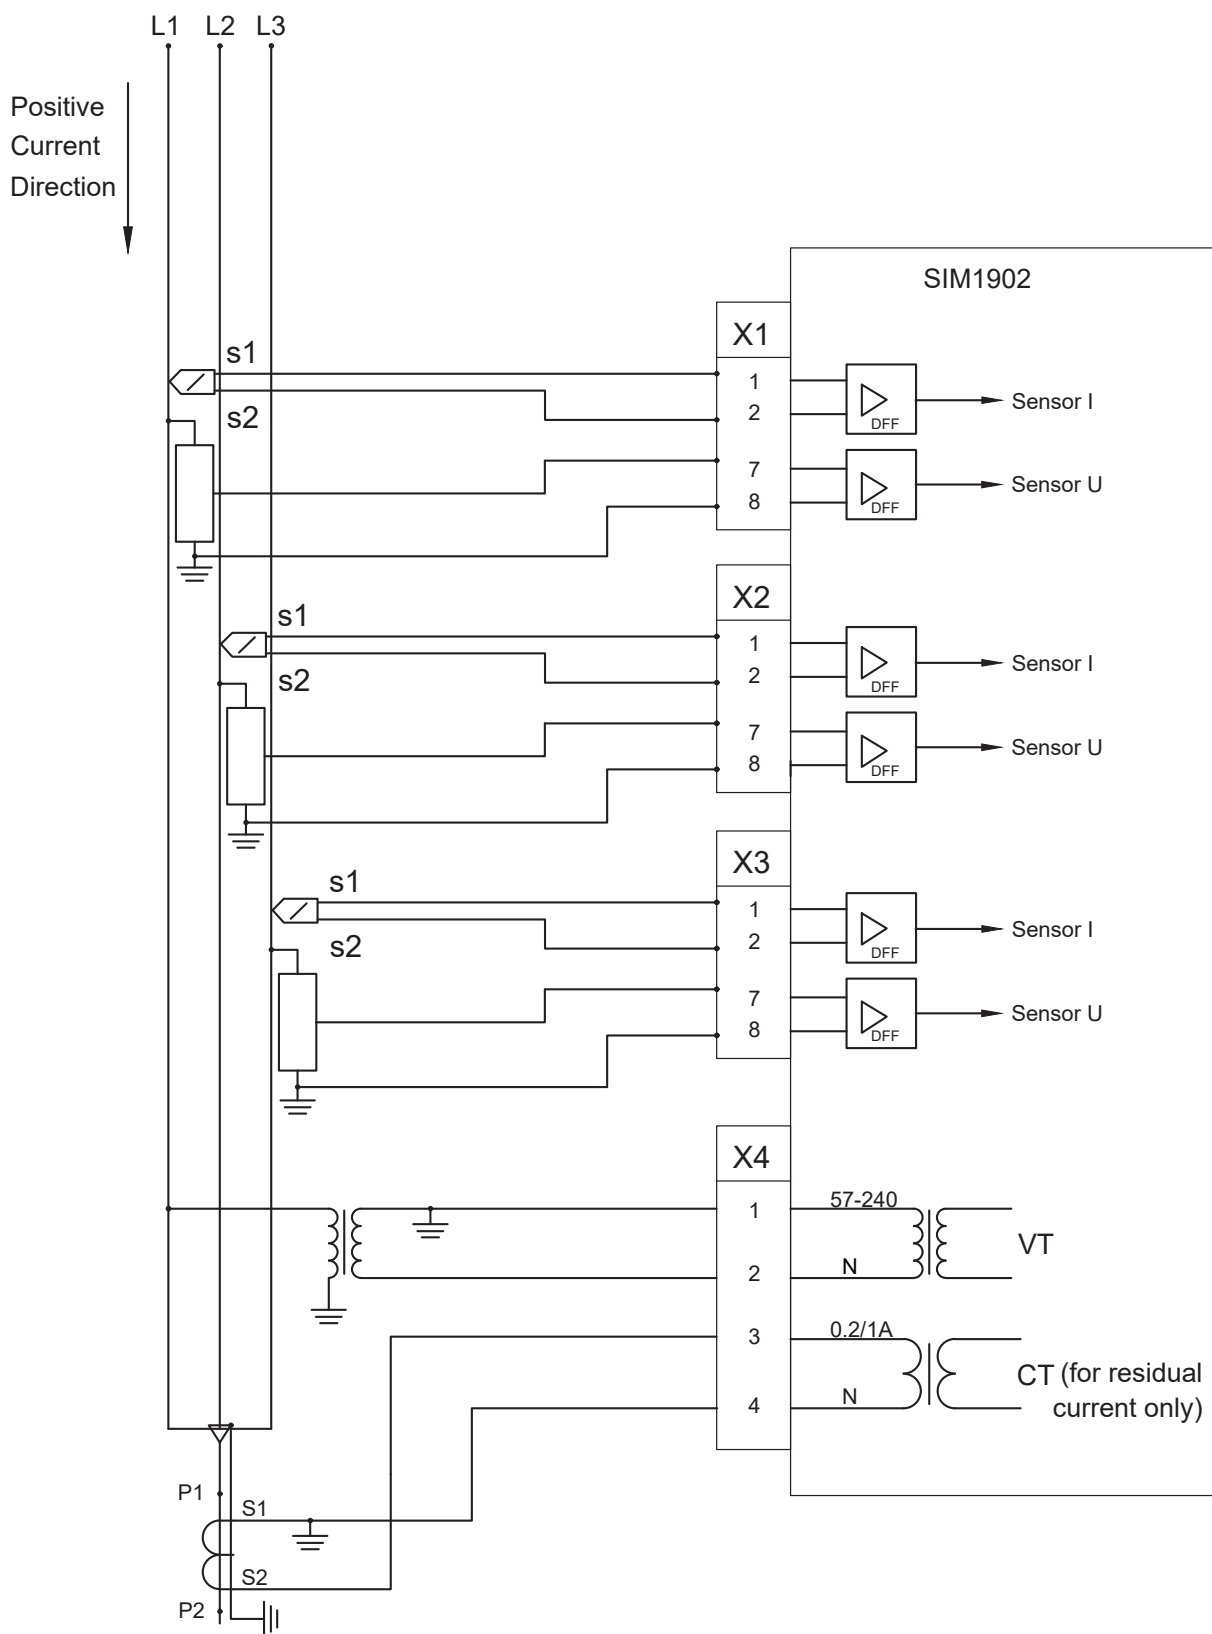 L1 L2 L3
Positive
Current
Direction
SIM1902
X1
s1
1
Sensor I
2
DFF
s2
7
Sensor U
8
DFF
X2
s1
1
Sensor I
2
DFF
s2
7
Sensor U
8
DFF
X3
s1
1
Sensor I
2
DFF
s2
7
Sensor U
8
DFF
X4
1
57-240
VT
2
N
3
0.2/1A
CT (for residual
current only)
4
N
P1
S1
S2
P2